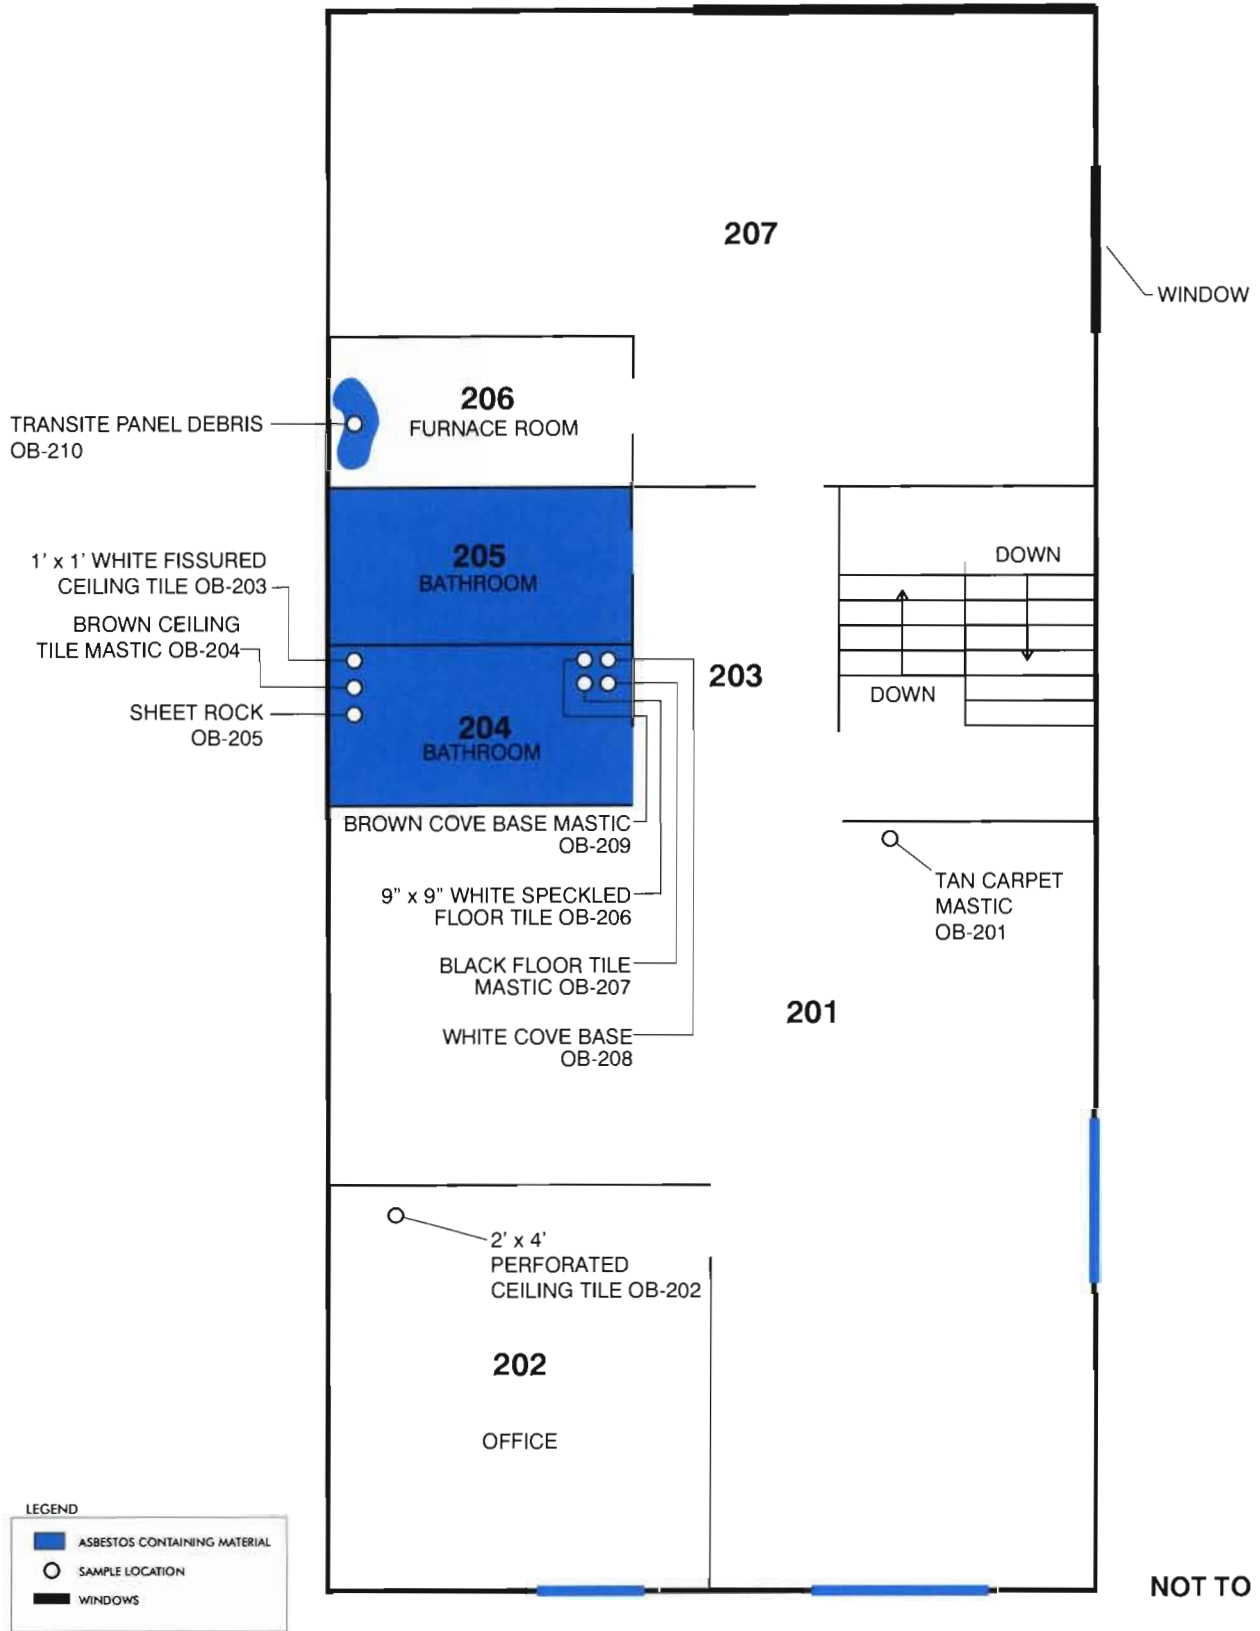 207
WINDOW
206
FURNACE ROOM
TRANSITE PANEL DEBRIS
OB-210
205
BATHROOM
1’ x 1’ WHITE FISSURED
CEILING TILE OB-203
BROWN CEILING
TILE MASTIC OB-204
SHEET ROCK
OB-205
204
BATHROOM
203
DOWN
DOWN
BROWN COVE BASE MASTIC
OB-209
9” x 9” WHITE SPECKLED
FLOOR TILE OB-206
BLACK FLOOR TILE
MASTIC OB-207
WHITE COVE BASE
OB-208
TAN CARPET
MASTIC
OB-201
201
2’ x 4’
PERFORATED
CEILING TILE OB-202
202
OFFICE
LEGEND
ASBESTOS CONTAINING MATERIAL
SAMPLE LOCATION
WINDOWS
NOT TO